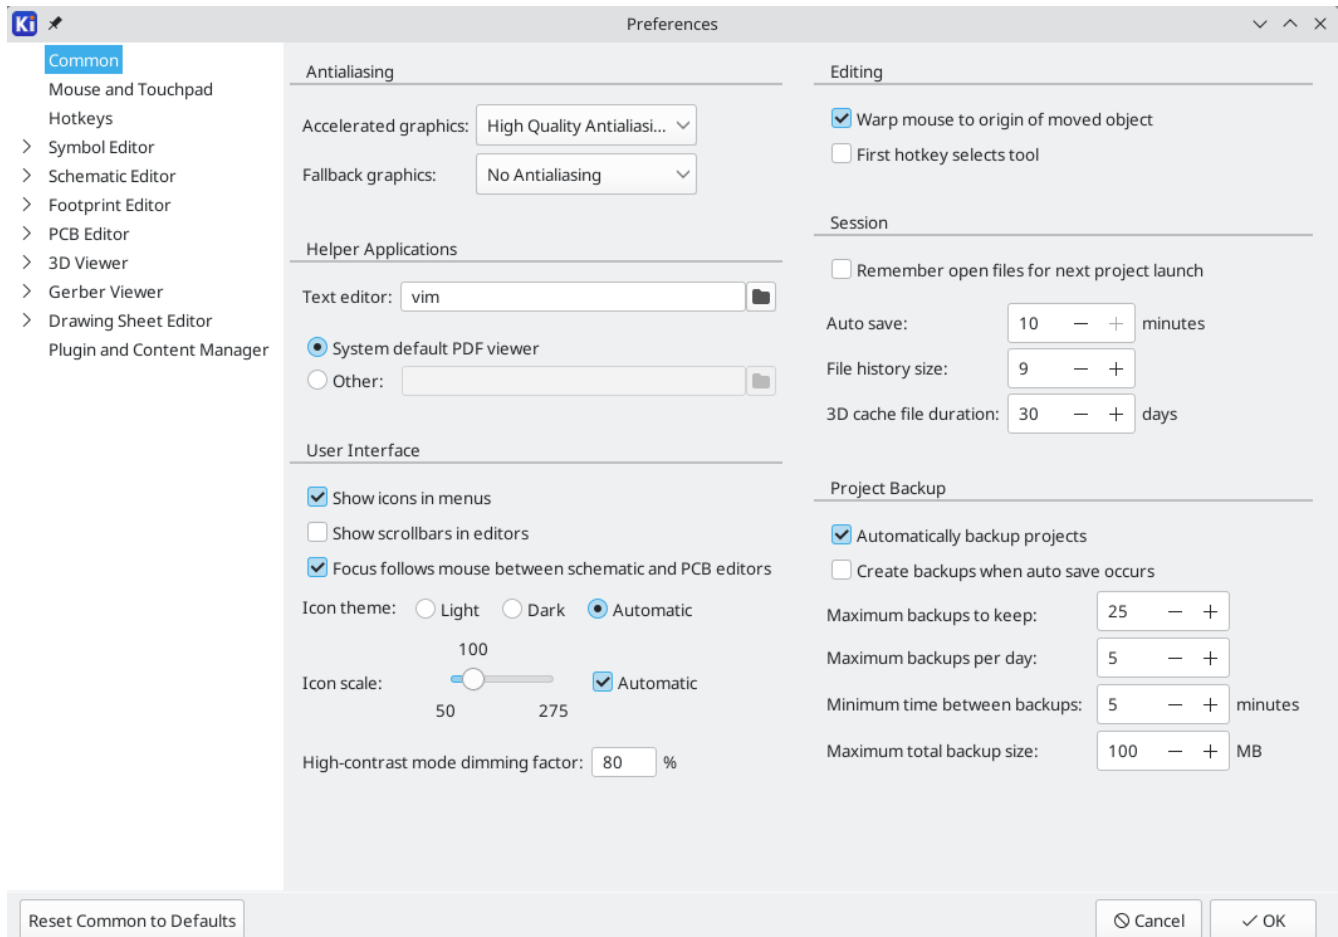 Ki
Preferences
Common
Mouse and Touchpad
Hotkeys
Symbol Editor
Schematic Editor
Footprint Editor
PCB Editor
3D Viewer
Gerber Viewer
Drawing Sheet Editor
Plugin and Content Manager
Antialiasing
Accelerated graphics: High Quality Antialiasi...
Fallback graphics: No Antialiasing
Helper Applications
Text editor: vim
System default PDF viewer
Other:
User Interface
Show icons in menus
Show scrollbars in editors
Focus follows mouse between schematic and PCB editors
Icon theme: Light Dark Automatic
100
Icon scale: Automatic
50 275
High-contrast mode dimming factor: 80 %
Editing
Warp mouse to origin of moved object
First hotkey selects tool
Session
Remember open files for next project launch
Auto save: 10 minutes
File history size: 9
3D cache file duration: 30 days
Project Backup
Automatically backup projects
Create backups when auto save occurs
Maximum backups to keep: 25
Maximum backups per day: 5
Minimum time between backups: 5 minutes
Maximum total backup size: 100 MB
Reset Common to Defaults
Cancel
OK